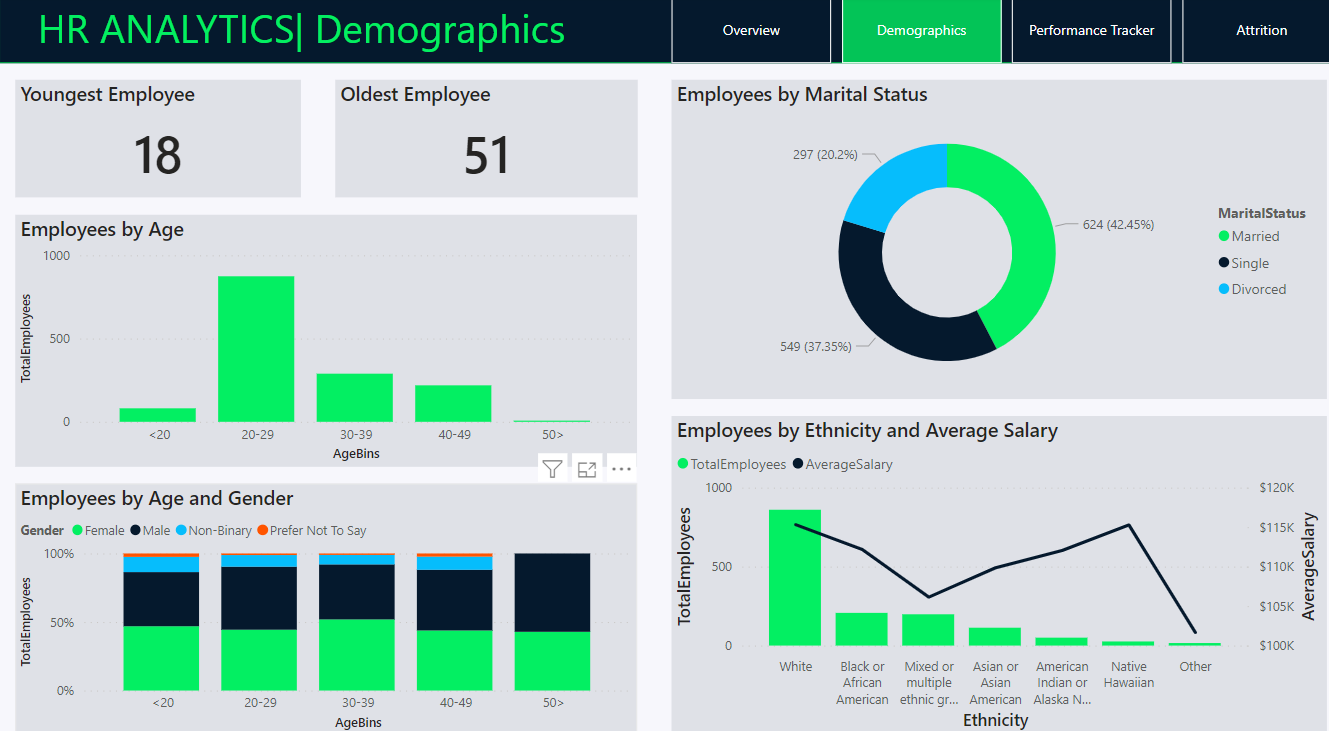 HR ANALYTICS| Demographics
Overview
Demographics
Performance Tracker
Attrition
Youngest Employee
18
Oldest Employee
51
Employees by Age
TotalEmployees
1000
500
0
<20
20-29
30-39
40-49
50>
AgeBins
Employees by Age and Gender
Gender Female Male Non-Binary Prefer Not To Say
TotalEmployees
100%
50%
0%
<20
20-29
30-39
40-49
50>
AgeBins
Employees by Marital Status
297 (20.2%)
624 (42.45%)
549 (37.35%)
MaritalStatus
Married
Single
Divorced
Employees by Ethnicity and Average Salary
TotalEmployees AverageSalary
TotalEmployees
1000
500
0
$120K
$115K
$110K
$105K
$100K
AverageSalary
White
Black or
African
American
Mixed or
multiple
ethnic gr...
Asian or
Asian
American
American
Indian or
Alaska N...
Native
Hawaiian
Other
Ethnicity